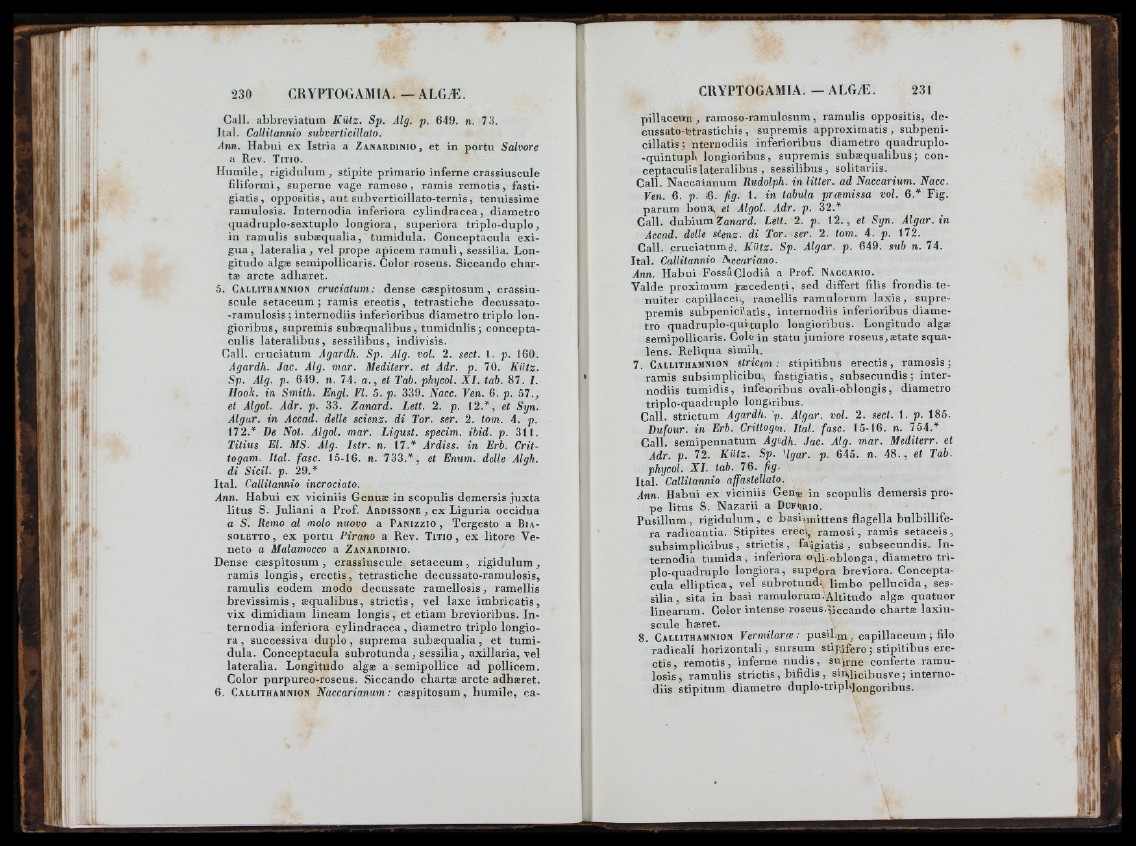 230 CRYPTOGAMIA. — ALGÆ.
Call. abbreviatum Kütz. Sp. Alg. p. 649. n. 73.
Ital. Callitannio subverticillato.
Ann. Habui ex Istria a ZANARDINIO, et in portu Salvore
a Rev. TITIO.
Humile, rigidulum, stipite primario inferne crassiuscule
filiformi, superne vage ramoso, ramis remotis, fasti-
giatis, oppositis, aut subverticillato-ternis, tenuissime
ramulosis. Internodia inferiora cylindracea, diametro
quadruplo-sextuplo longiora, superiora triplo-duplo,
in ramulis subæqualia, tumidula. Conceptacula exi-
gua, lateralia, vel prope apicem ramuli, sessilia. Lon-
gitudo algæ semipollicaris. Color roseus. Siccando char-
tæ arcte adhæret.
5. CALLITHAMNION cruciatum: dense cæspitosum, crassiu-
scule setaceum; ramis erectis, tetrastiche decussato-
-ramulosis; internodiis inferioribus diametro triplo lon-
gioribus, supremis subæqualibus, tumidulis; concepta-
culis lateralibus, sessilibus, indivisis.
Call. cruciatum Agardh. Sp. Alg. vol. 2. sect. 1. p. 160.
Agardh. Jac. Alg. mar. Mediterr. et Adr. p. 70. Kütz.
Sp. Alg. p. 649. n. 74. a., et Tab. phycol. XI. tab. 87. I.
Hook. in Smith. Engl. Fl. 5. p. 339. Nacc. Ven. 6. p. 57.,
et Algol. Adr. p. 33. Zanard. Lett. 2. p. 12.*, et Syn.
Algar. in Accad. delle scienz. di Tor. ser. 2. tom. 4. p.
172.* De Not. Algol. mar. Ligust. specim. ibid. p. 311.
Titius El. MS. Alg. Istr. n. 17.* Ardiss. in Erb. Crit-
togam. Ital. fasc. 15-16. n. 733.*, et Enum. delle Algh.
di Sicil. p. 29.*
Ital. Callitannio incrociato.
Ann. Habui ex viciniis Genuæ in scopulis demersis juxta
litus S. Juliani a Prof. ARDISSONE, ex Liguria occidua
a S. Remo al molo nuovo a PANIZZIO, Tergesto a BIA-
SOLETTO, ex portu Pirano a Rev. TITIO, ex litore Ve-
neto a Malamocco a ZANARDINIO.
Dense cæspitosum, crassiuscule setaceum, rigidulum,
ramis longis, erectis, tetrastiche decussato-ramulosis,
ramulis eodem modo decussate ramellosis, ramellis
brevissimis, æqualibus, strictis, vel laxe imbricatis,
vix dimidiam lineam longis, et etiam brevioribus. In-
ternodia inferiora cylindracea, diametro triplo longio-
ra, successiva duplo, suprema subæqualia, et tumi-
dula. Conceptacula subrotunda, sessilia, axillaria, vel
lateralia. Longitudo algæ a semipollice ad pollicem.
Color purpureo-roseus. Siccando chartæ arcte adhæret.
6. CALLITHAMNION Naccarianum: cæspitosum, humile, ca-
CRYPTOGAMIA. — ALGÆ. 231
pillaceum, ramoso-ramulosum, ramulis oppositis, de-
cussato-tetrastichis, supremis approximatis, subpeni-
cillatis; nternodiis inferioribus diametro quadruplo-
-quintuplo longioribus, supremis subæqualibus; con-
ceptaculis lateralibus, sessilibus, solitariis.
Call. Naccaianum Rudolph. in litter. ad Naccarium. Nacc.
Ven. 6. p. fig. 1. in tabula præmissa vol. 6.* Fig.
parum bona, et Algol. Adr. p. 32.*
Call. dubium Zanard. Lett. 2. p. 12., et Syn. Algar. in
Accad. delle scienz. di Tor. ser. 2. tom. 4. p. 172.
Call. cruciatum Kütz. Sp. Algar. p. 649. sub n. 74.
Ital. Callitannio
Ann. Habui Fossâ Clodiâ a Prof. NACCARIO.
Valde proximum præcedenti, sed differt filis frondis te-
nuiter capillaceis, ramellis ramulorum laxis, supre-
premis subpenicillatis, internodiis inferioribus diame-
tro quadruplo-quituplo longioribus. Longitudo algæ
semipollicaris. Colo in statu juniore roseus, ætate squa-
lens. Reliqua
7. CALLITHAMNION strictum: stipitibus erectis, ramosis;
ramis subsimplicibus, fastigiatis, subsecundis; inter-
nodiis tumidis, inferioribus ovali-oblongis, diametro
triplo-quadruplo longioribus.
Call. strictum Agardh. p. Algar. vol. 2. sect. 1. p. 185.
Dufour. in Erb. Crittogam. Ital. fasc. 15-16. n. 754.*
Call. semipennatum Agardh. Jac. Alg. mar. Mediterr. et
Adr. p. 72. Kütz. Sp. Algar. p. 645. n. 48., et Tab.
phycol. XI. tab. 76. fig.
Ital. Callitannio affastellato.
Ann. Habui ex viciniis Genæ in scopulis demersis pro-
pe litus S. Nazarii a DUFURIO.
Pusillum, rigidulum, e basi mittens flagella bulbillife-
ra radicantia. Stipites erecti, ramosi, ramis setaceis,
subsimplicibus, strictis, fastigiatis, subsecundis. In-
ternodia tumida, inferiora ovali-oblonga, diametro tri-
plo-quadruplo longiora, supeora breviora. Concepta-
cula elliptica, vel subrotunda limbo pellucida, ses-
silia, sita in basi ramulorum. Altitudo algæ quatuor
linearum. Color intense roseus. Siccando chartæ laxiu-
scule hæret.
8. CALLITHAMNION Vermilaræ: pusillum, capillaceum; filo
radicali horizontali, sursum stipifero; stipitibus ere-
ctis, remotis, inferne nudis, conferte ramu-
losis, ramulis strictis, bifidis, interno-
diis stipitum diametro